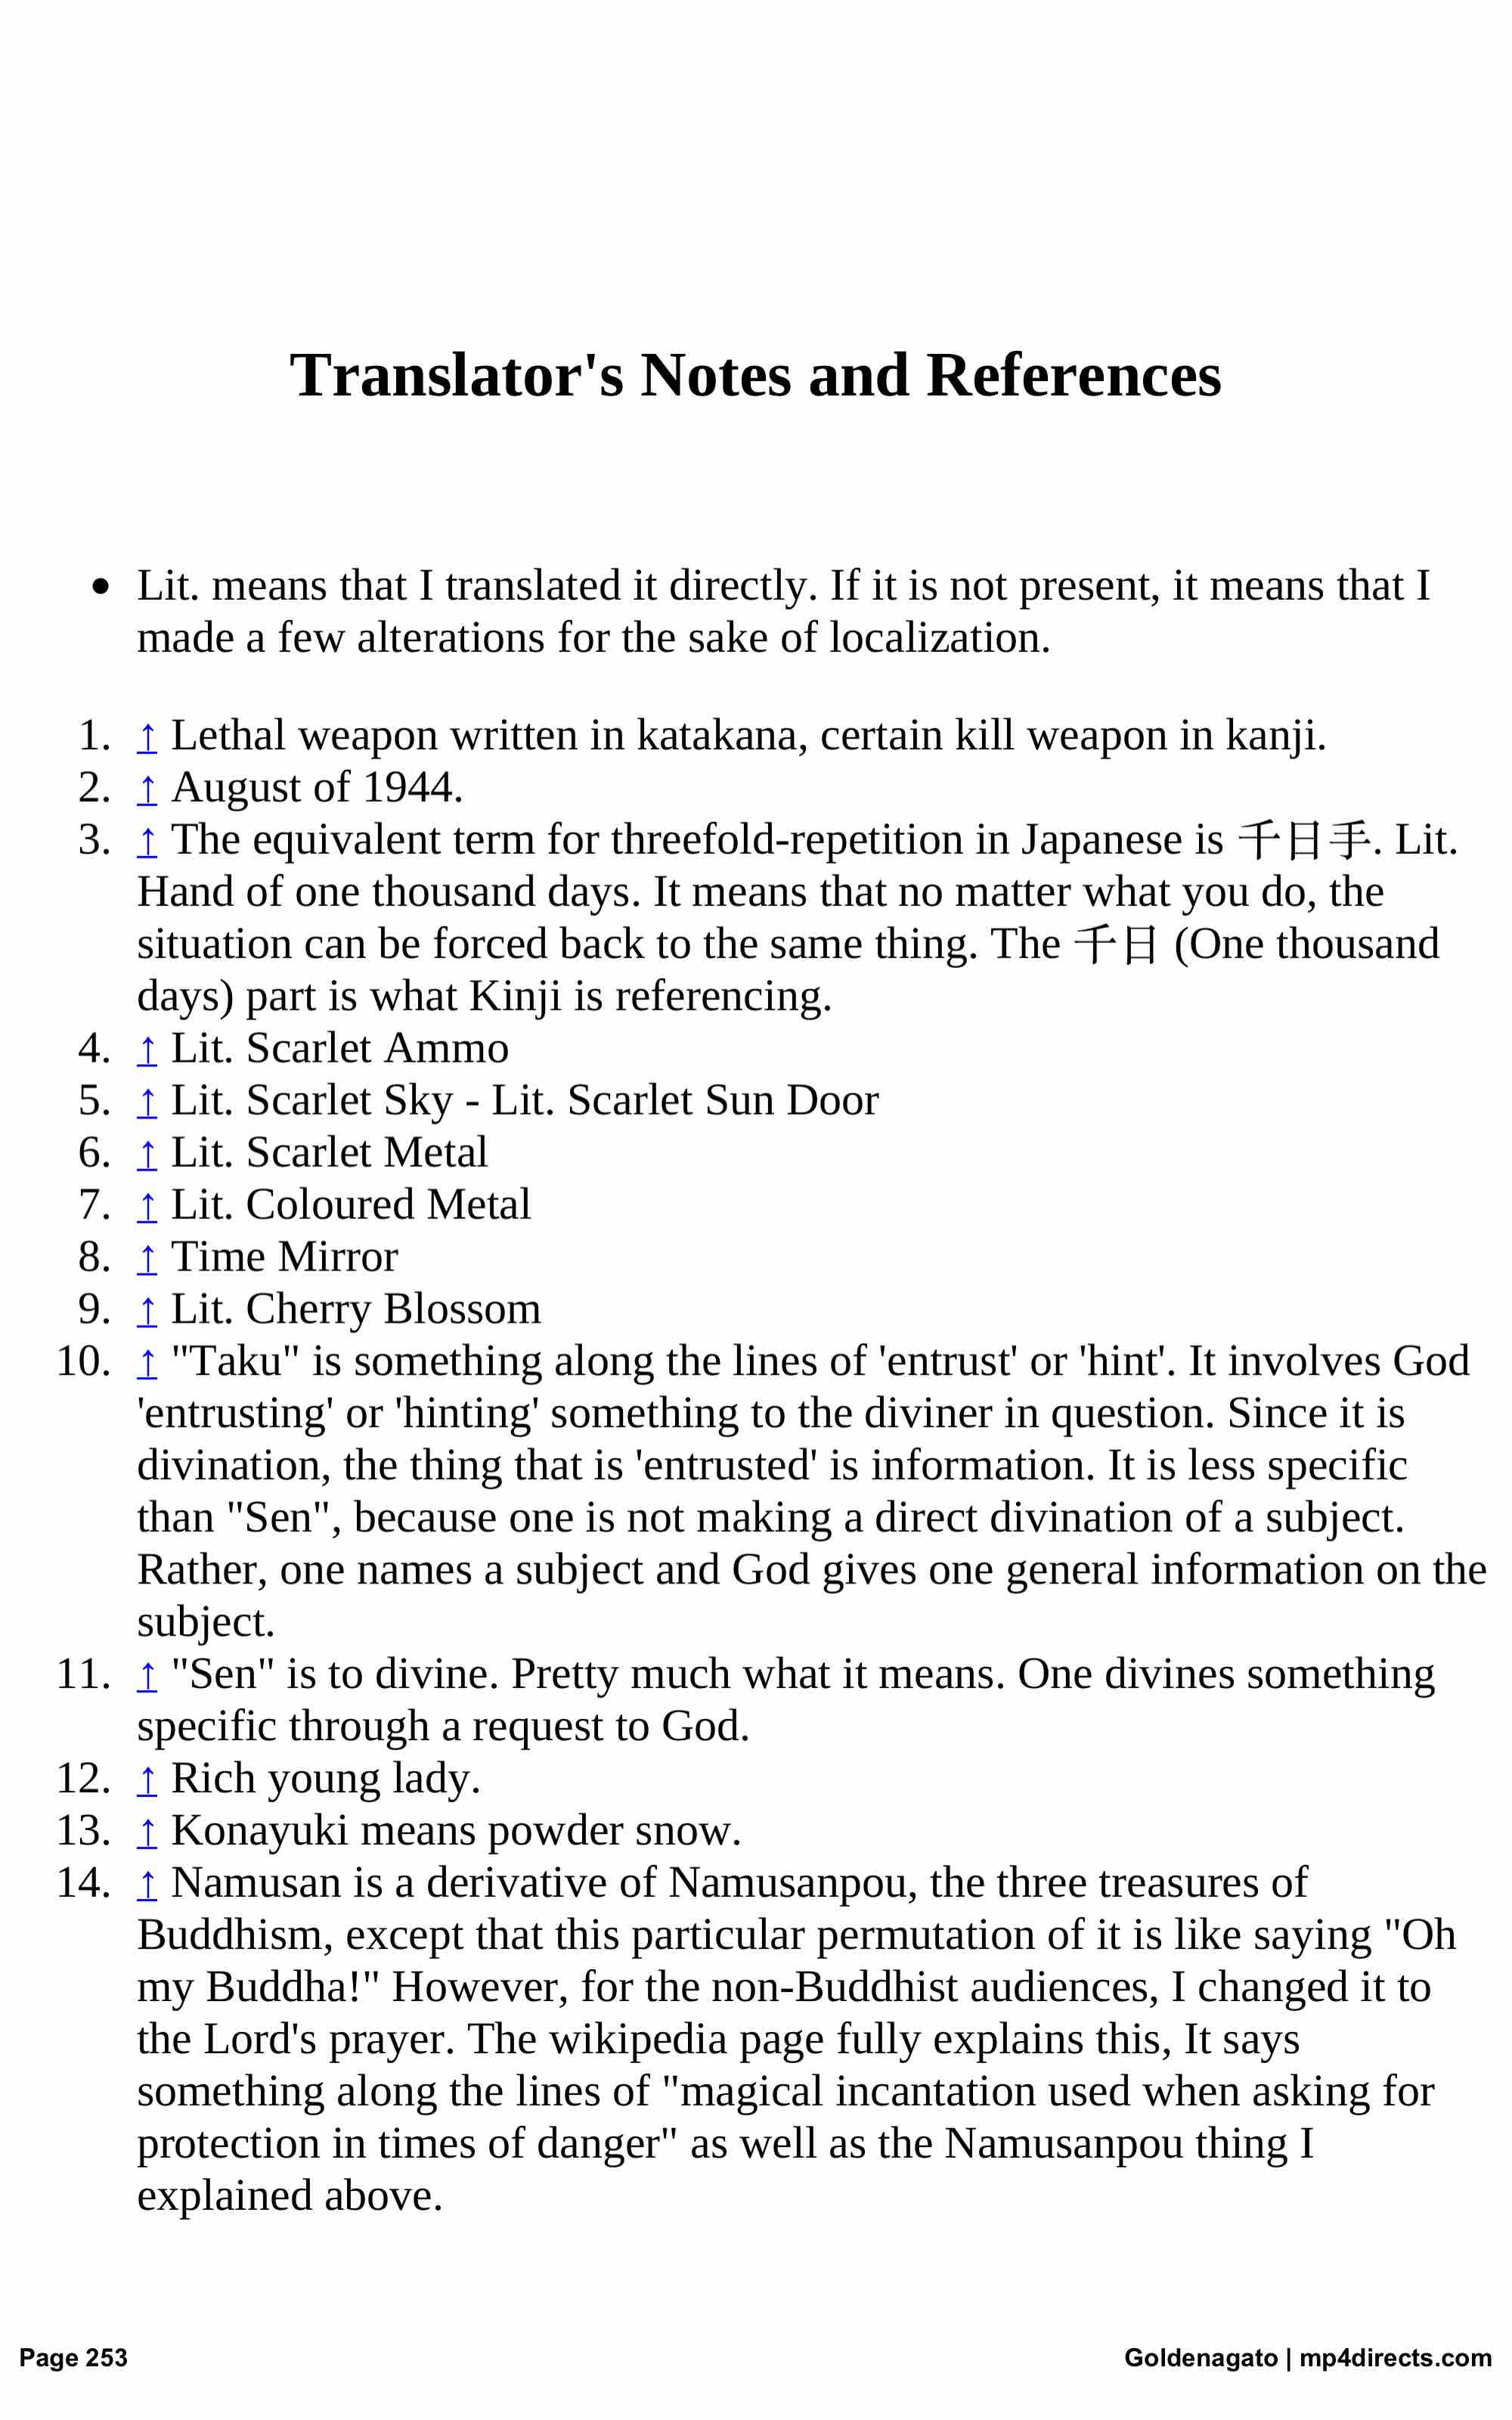 Translator's Notes and References
• Lit. means that I translated it directly. If it is not present, it means that I
made a few alterations for the sake of localization.
1. ↑ Lethal weapon written in katakana, certain kill weapon in kanji.
2. ↑ August of 1944.
3. ↑ The equivalent term for threefold-repetition in Japanese is 千日手. Lit.
Hand of one thousand days. It means that no matter what you do, the
situation can be forced back to the same thing. The 千日 (One thousand
days) part is what Kinji is referencing.
4. ↑ Lit. Scarlet Ammo
5. ↑ Lit. Scarlet Sky - Lit. Scarlet Sun Door
6. ↑ Lit. Scarlet Metal
7. ↑ Lit. Coloured Metal
8. ↑ Time Mirror
9. ↑ Lit. Cherry Blossom
10. ↑ "Taku" is something along the lines of 'entrust' or 'hint'. It involves God
'entrusting' or 'hinting' something to the diviner in question. Since it is
divination, the thing that is 'entrusted' is information. It is less specific
than "Sen", because one is not making a direct divination of a subject.
Rather, one names a subject and God gives one general information on the
subject.
11. ↑ "Sen" is to divine. Pretty much what it means. One divines something
specific through a request to God.
12. ↑ Rich young lady.
13. ↑ Konayuki means powder snow.
14. ↑ Namusan is a derivative of Namusanpou, the three treasures of
Buddhism, except that this particular permutation of it is like saying "Oh
my Buddha!" However, for the non-Buddhist audiences, I changed it to
the Lord's prayer. The wikipedia page fully explains this, It says
something along the lines of "magical incantation used when asking for
protection in times of danger" as well as the Namusanpou thing I
explained above.
Page 253
Goldenagato | mp4directs.com